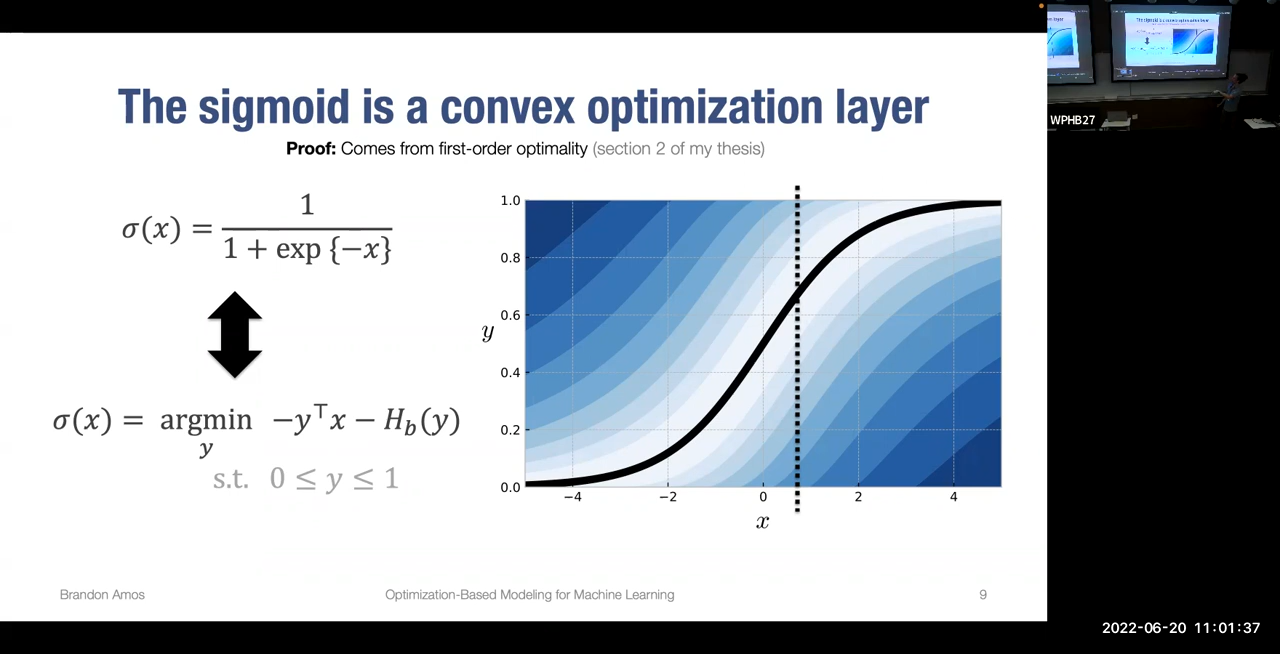 The sigmoid is a convex optimization layer
Proof: Comes from first-order optimality (section 2 of my thesis)
σ(x) = 1 / (1 + exp {−x})
σ(x) = argmin_y −y⊤x − H_b(y)
s.t. 0 ≤ y ≤ 1
1.0
0.8
0.6
0.4
0.2
0.0
y
−4 −2 0 2 4
x
Brandon Amos Optimization-Based Modeling for Machine Learning 9
WPHB27
2022-06-20 11:01:37